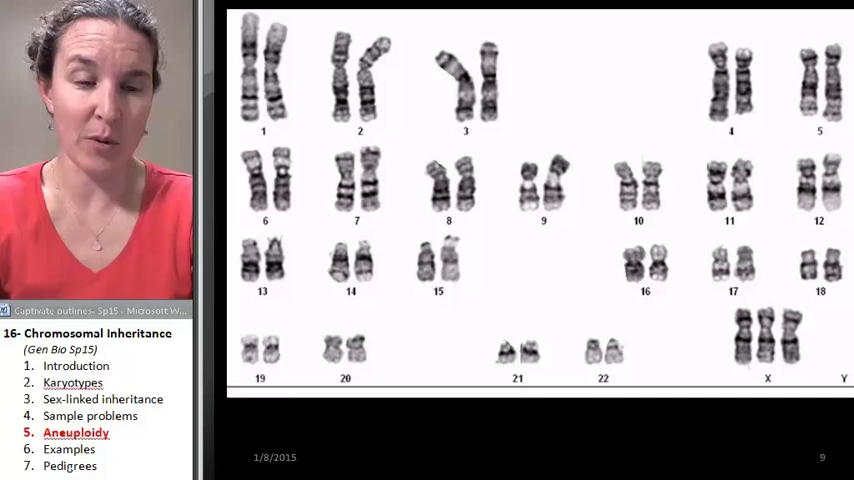 1 2 3 4 5
6 7 8 9 10 11 12
13 14 15 16 17 18
19 20 21 22 X Y
Captivate outlines- Sp15 - Microsoft W...
16- Chromosomal Inheritance
(Gen Bio Sp15)
1. Introduction
2. Karyotypes
3. Sex-linked inheritance
4. Sample problems
5. Aneuploidy
6. Examples
7. Pedigrees
1/8/2015 9